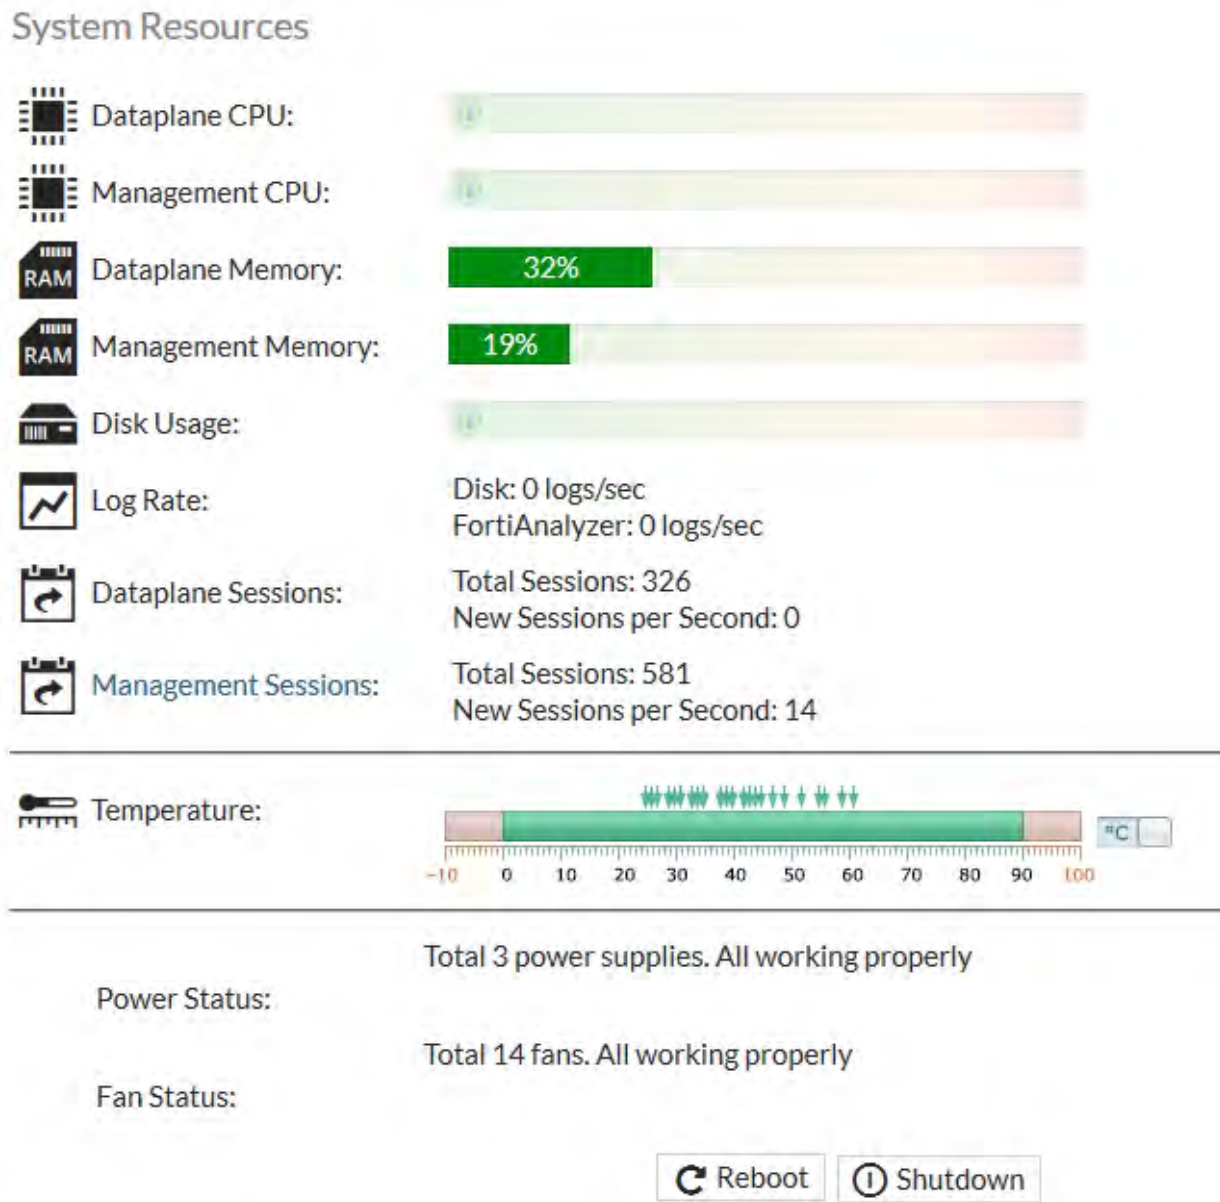 System Resources
Dataplane CPU:
Management CPU:
RAM Dataplane Memory: 32%
RAM Management Memory: 19%
Disk Usage:
Log Rate: Disk: 0 logs/sec
FortiAnalyzer: 0 logs/sec
Dataplane Sessions: Total Sessions: 326
New Sessions per Second: 0
Management Sessions: Total Sessions: 581
New Sessions per Second: 14
Temperature: °C
-10 0 10 20 30 40 50 60 70 80 90 100
Total 3 power supplies. All working properly
Power Status:
Total 14 fans. All working properly
Fan Status:
Reboot Shutdown